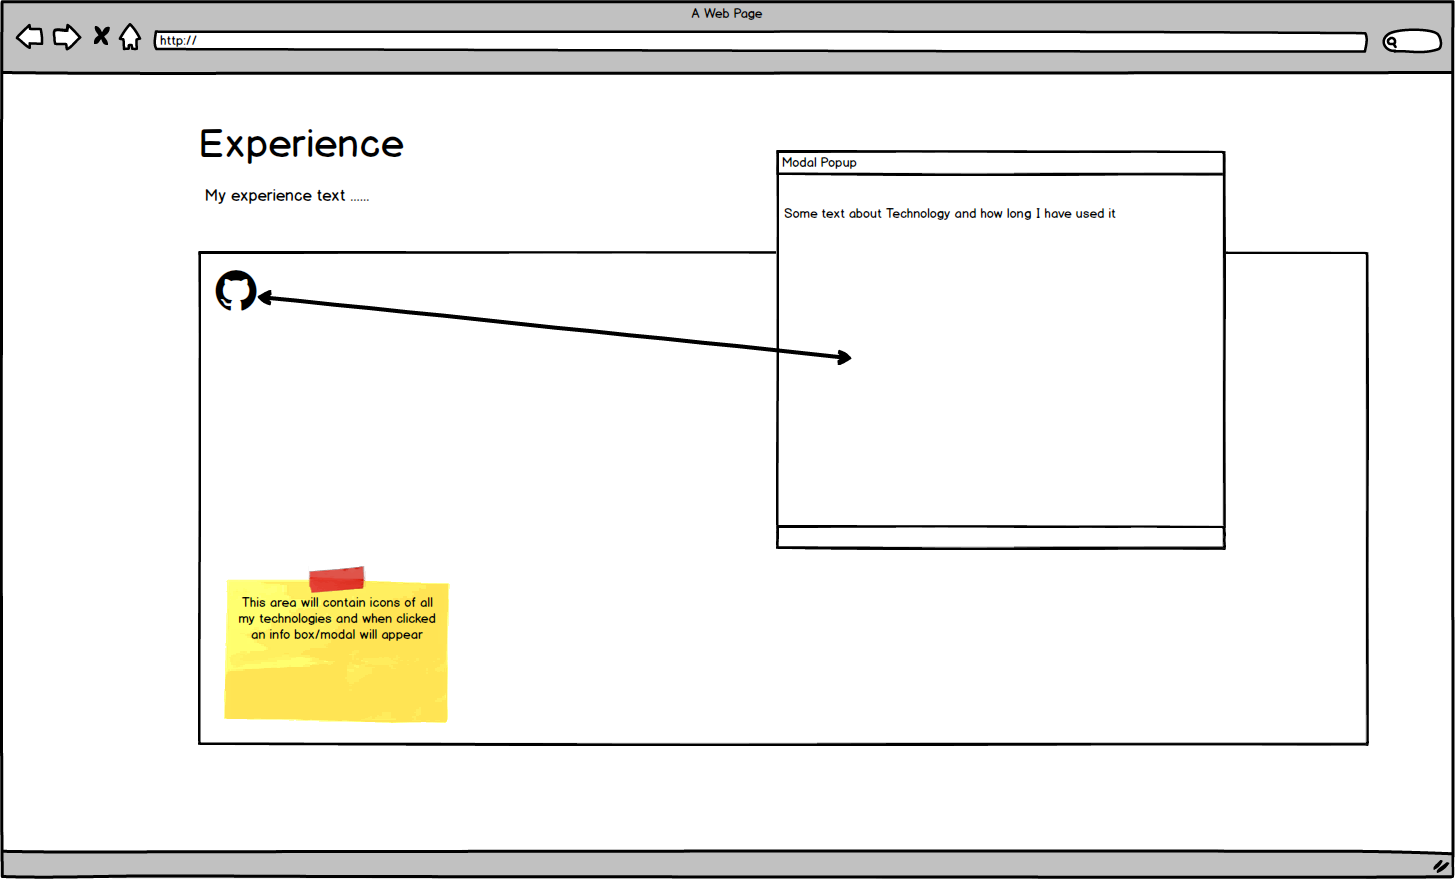 A Web Page
http://
Experience
My experience text ......
Modal Popup
Some text about Technology and how long I have used it
This area will contain icons of all
my technologies and when clicked
an info box/modal will appear